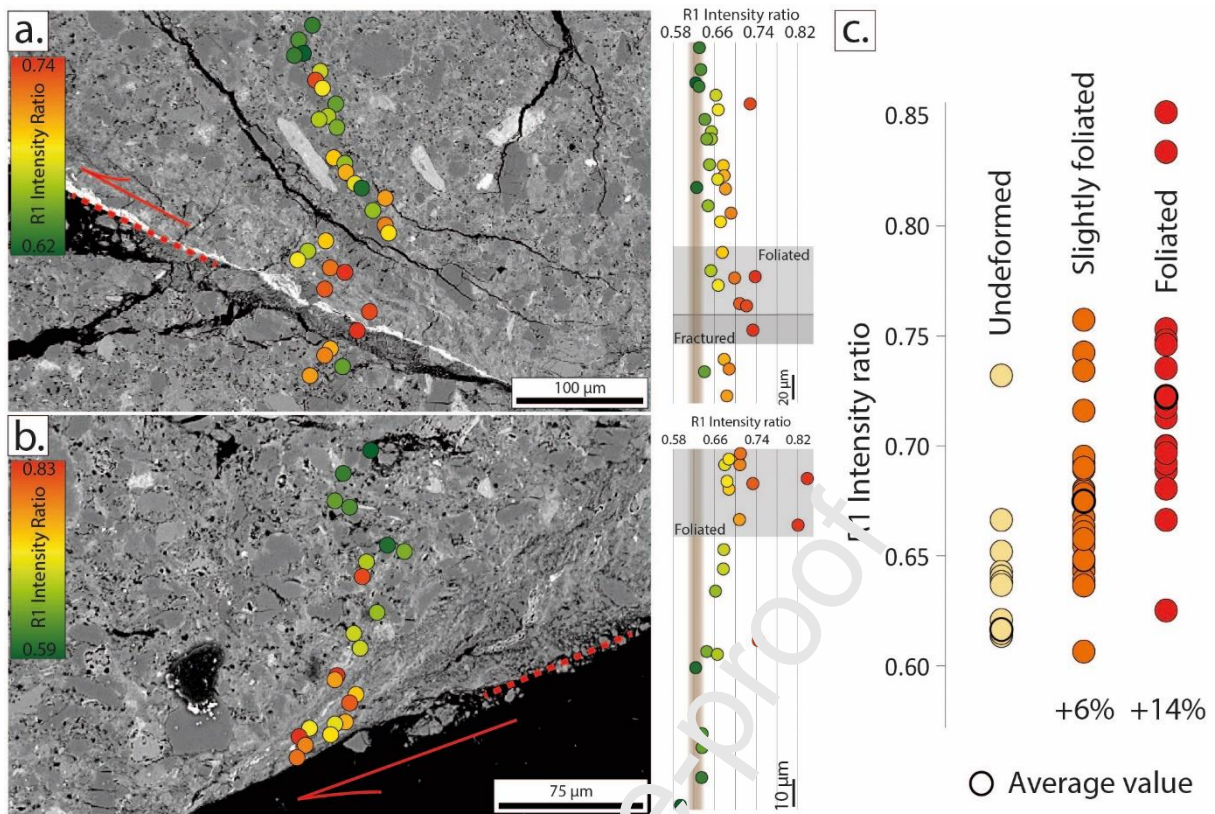 a.
0.74
R1 Intensity Ratio
0.62
100 µm
R1 Intensity ratio
0.58 0.66 0.74 0.82
Foliated
Fractured
20 µm
b.
0.83
R1 Intensity Ratio
0.59
75 µm
R1 Intensity ratio
0.58 0.66 0.74 0.82
Foliated
10 µm
c.
R1 Intensity ratio
0.85
0.80
0.75
0.70
0.65
0.60
Undeformed
Slightly foliated
Foliated
+6%
+14%
Average value
e-proof